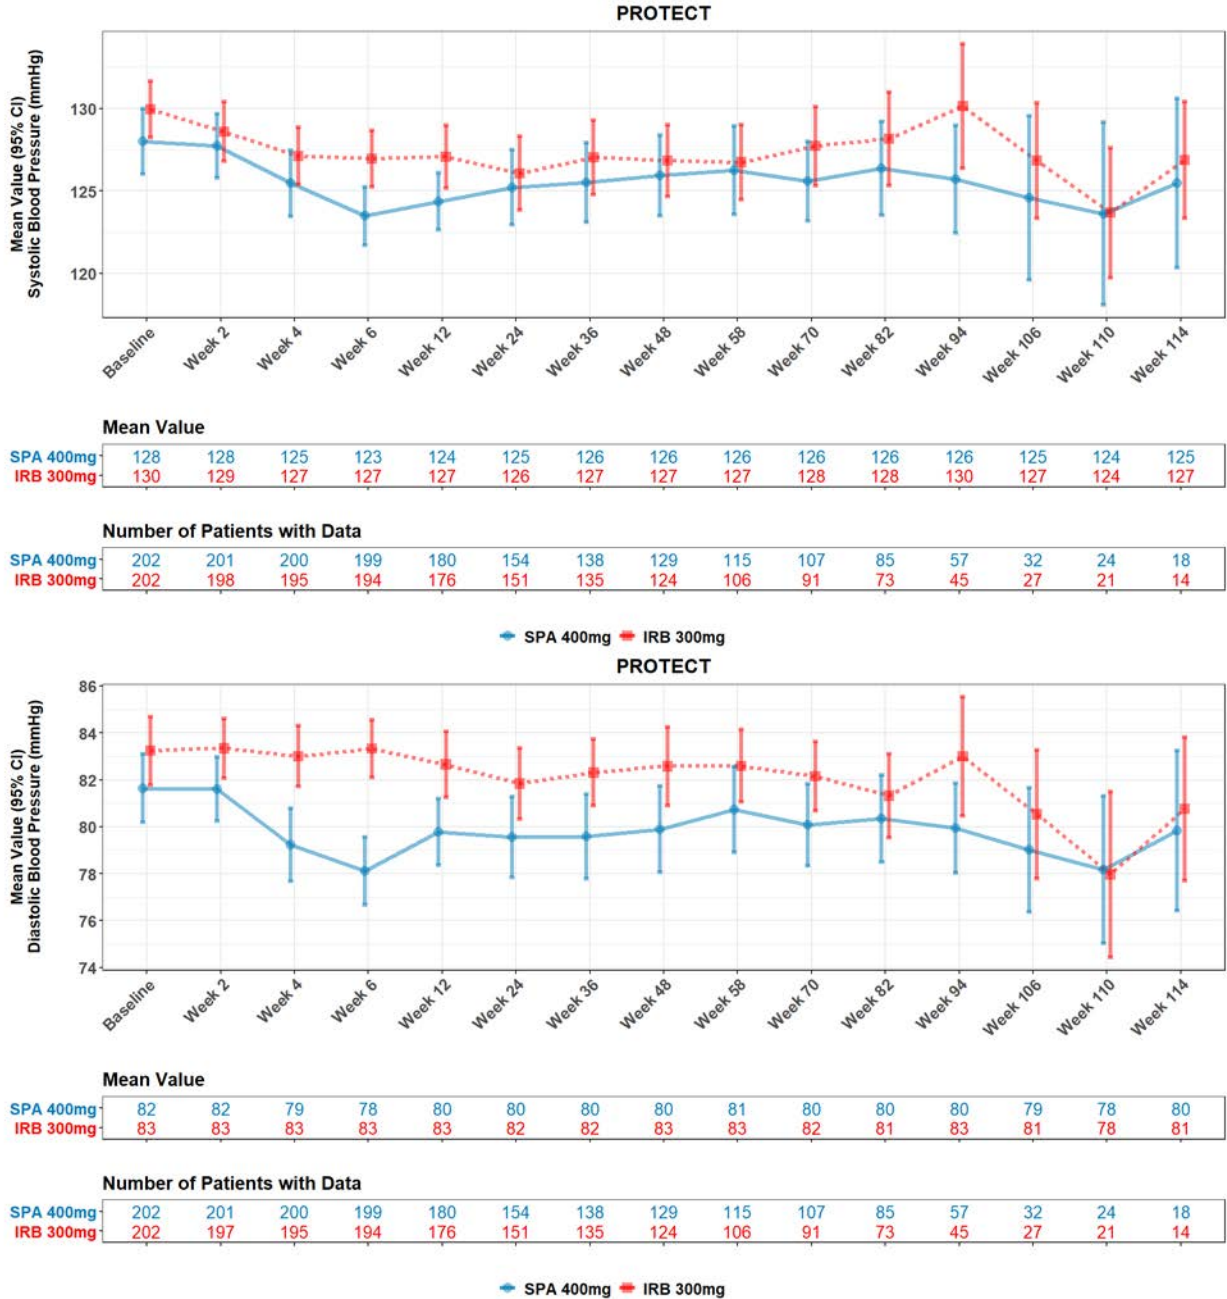 PROTECT
Mean Value (95% CI)
Systolic Blood Pressure (mmHg)
130
125
120
Baseline Week 2 Week 4 Week 6 Week 12 Week 24 Week 36 Week 48 Week 58 Week 70 Week 82 Week 94 Week 106 Week 110 Week 114
Mean Value
SPA 400mg 128 128 125 123 124 125 126 126 126 126 126 126 125 124 125
IRB 300mg 130 129 127 127 127 126 127 127 127 128 128 130 127 124 127
Number of Patients with Data
SPA 400mg 202 201 200 199 180 154 138 129 115 107 85 57 32 24 18
IRB 300mg 202 198 195 194 176 151 135 124 106 91 73 45 27 21 14
SPA 400mg IRB 300mg
PROTECT
Mean Value (95% CI)
Diastolic Blood Pressure (mmHg)
86
84
82
80
78
76
74
Baseline Week 2 Week 4 Week 6 Week 12 Week 24 Week 36 Week 48 Week 58 Week 70 Week 82 Week 94 Week 106 Week 110 Week 114
Mean Value
SPA 400mg 82 82 79 78 80 80 80 80 81 80 80 80 79 78 80
IRB 300mg 83 83 83 83 83 82 82 83 83 82 81 83 81 78 81
Number of Patients with Data
SPA 400mg 202 201 200 199 180 154 138 129 115 107 85 57 32 24 18
IRB 300mg 202 197 195 194 176 151 135 124 106 91 73 45 27 21 14
SPA 400mg IRB 300mg